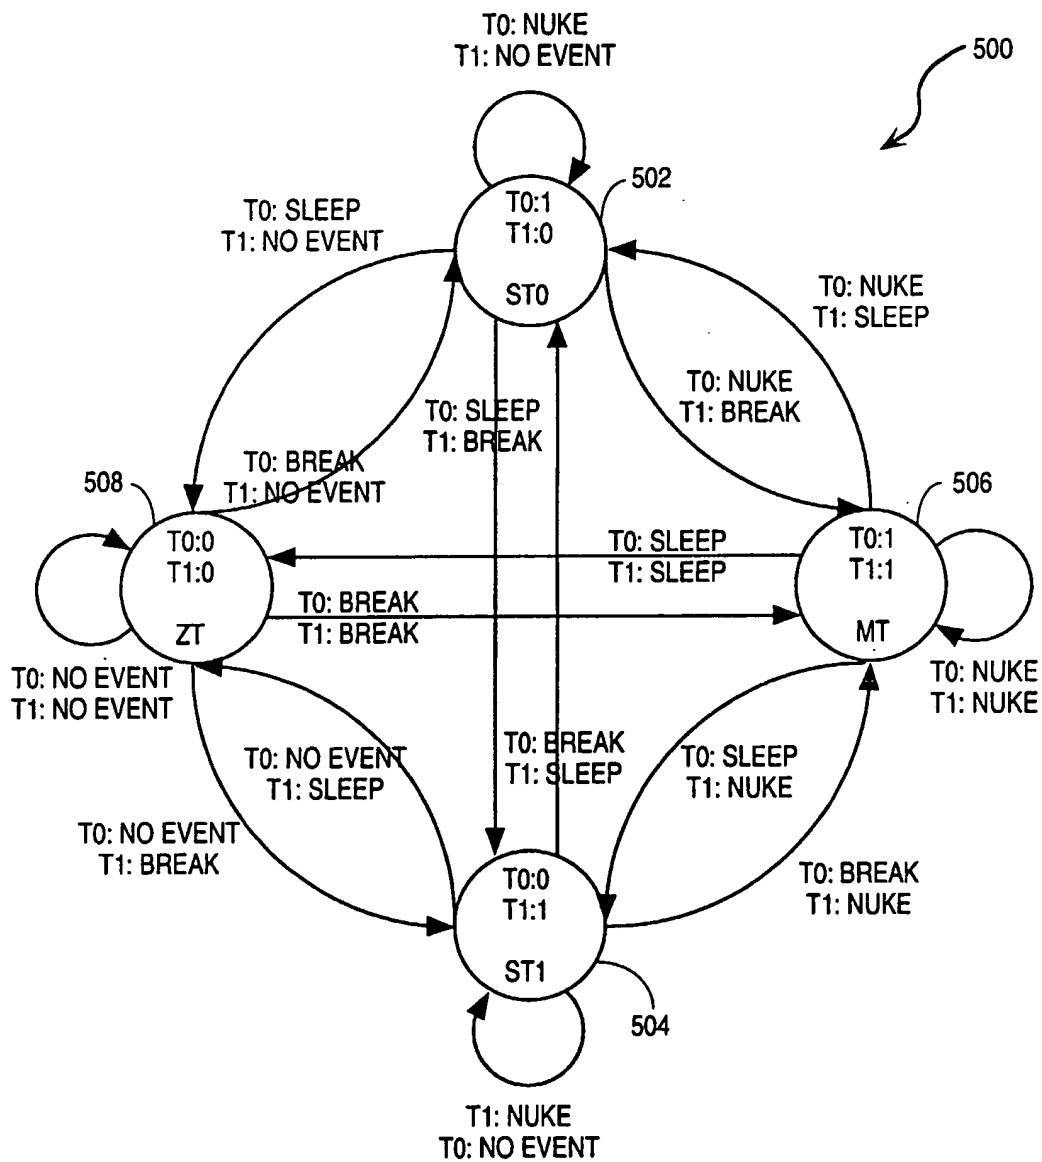 T0: NUKE
T1: NO EVENT
500
502
T0:1
T1:0
ST0
T0: SLEEP
T1: NO EVENT
T0: NUKE
T1: SLEEP
T0: NUKE
T1: BREAK
T0: SLEEP
T1: BREAK
T0: BREAK
T1: NO EVENT
508
506
T0:0
T1:0
ZT
T0: SLEEP
T1: SLEEP
T0:1
T1:1
MT
T0: BREAK
T1: BREAK
T0: NO EVENT
T1: NO EVENT
T0: NUKE
T1: NUKE
T0: NO EVENT
T1: SLEEP
T0: BREAK
T1: SLEEP
T0: SLEEP
T1: NUKE
T0: NO EVENT
T1: BREAK
T0: BREAK
T1: NUKE
T0:0
T1:1
ST1
504
T1: NUKE
T0: NO EVENT